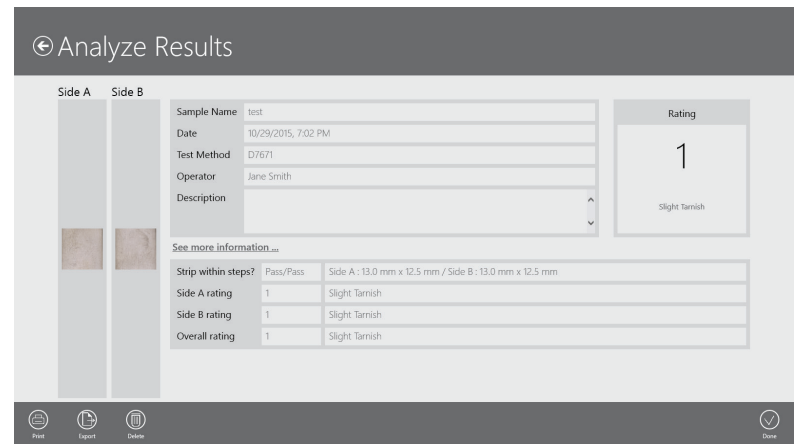 Analyze Results
Side A Side B
Sample Name test
Date 10/29/2015, 7:02 PM
Test Method D7671
Operator Jane Smith
Description
Rating
1
Slight Tarnish
See more information ...
Strip within steps? Pass/Pass Side A : 13.0 mm x 12.5 mm / Side B : 13.0 mm x 12.5 mm
Side A rating 1 Slight Tarnish
Side B rating 1 Slight Tarnish
Overall rating 1 Slight Tarnish
Print Export Delete Done